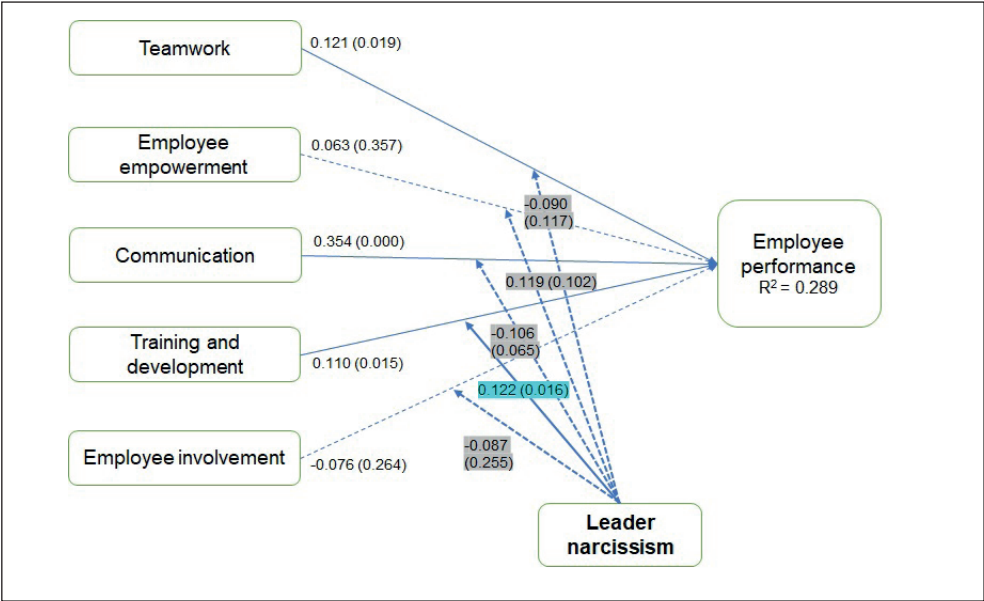 Teamwork
0.121 (0.019)
Employee
empowerment
0.063 (0.357)
-0.090
(0.117)
Communication
0.354 (0.000)
Employee
performance
R² = 0.289
0.119 (0.102)
Training and
development
0.110 (0.015)
-0.106
(0.065)
0.122 (0.016)
Employee involvement
-0.076 (0.264)
-0.087
(0.255)
Leader
narcissism